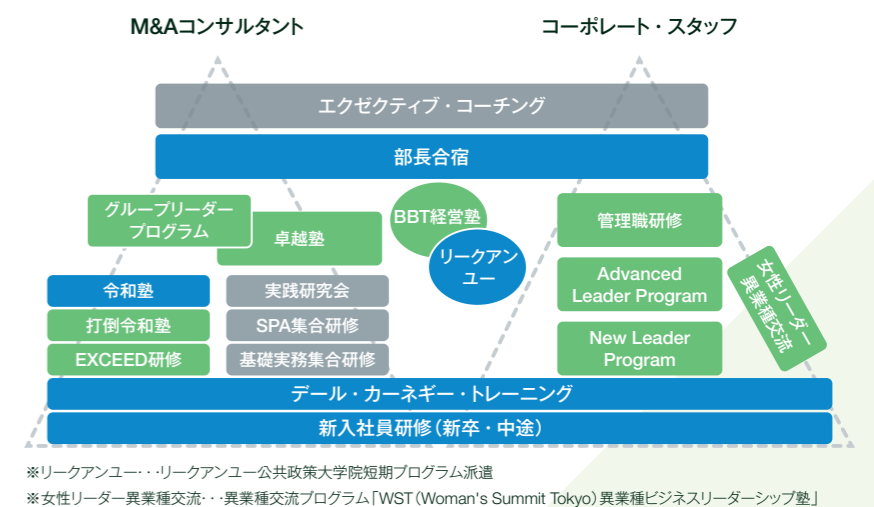 M&Aコンサルタント
コーポレート・スタッフ
エクゼクティブ・コーチング
部長合宿
グループリーダー
プログラム
卓越塾
BBT経営塾
リークアン
ユー
管理職研修
令和塾
実践研究会
Advanced
Leader Program
女性リーダー
異業種交流
打倒令和塾
SPA集合研修
New Leader
Program
EXCEED研修
基礎実務集合研修
デール・カーネギー・トレーニング
新入社員研修（新卒・中途）
※リークアンユー・・・リークアンユー公共政策大学院短期プログラム派遣
※女性リーダー異業種交流・・・異業種交流プログラム「WST（Woman's Summit Tokyo）異業種ビジネスリーダーシップ塾」